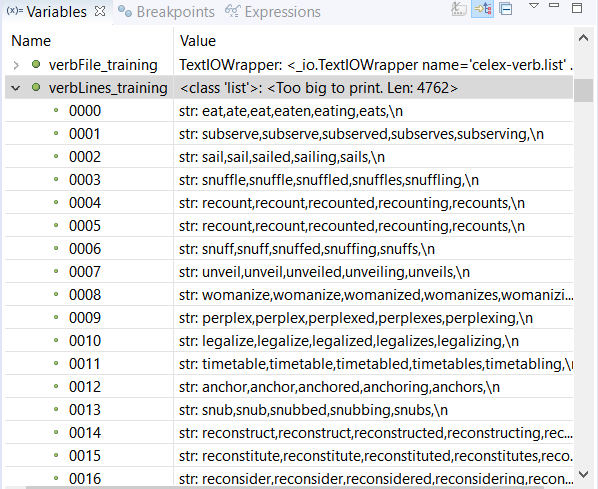 (x)= Variables Breakpoints Expressions
Name Value
verbFile_training TextIOWrapper: <_io.TextIOWrapper name='celex-verb.list' .
verbLines_training <class 'list'>: <Too big to print. Len: 4762>
0000 str: eat,ate,eat,eaten,eating,eats,\n
0001 str: subserve,subserve,subserved,subserves,subserving,\n
0002 str: sail,sail,sailed,sailing,sails,\n
0003 str: snuffle,snuffle,snuffled,snuffles,snuffling,\n
0004 str: recount,recount,recounted,recounting,recounts,\n
0005 str: recount,recount,recounted,recounting,recounts,\n
0006 str: snuff,snuff,snuffed,snuffing,snuffs,\n
0007 str: unveil,unveil,unveiled,unveiling,unveils,\n
0008 str: womanize,womanize,womanized,womanizes,womanizi...
0009 str: perplex,perplex,perplexed,perplexes,perplexing,\n
0010 str: legalize,legalize,legalized,legalizes,legalizing,\n
0011 str: timetable,timetable,timetabled,timetables,timetabling,\n
0012 str: anchor,anchor,anchored,anchoring,anchors,\n
0013 str: snub,snub,snubbed,snubbing,snubs,\n
0014 str: reconstruct,reconstruct,reconstructed,reconstructing,rec...
0015 str: reconstitute,reconstitute,reconstituted,reconstitutes,reco...
0016 str: reconsider,reconsider,reconsidered,reconsidering,recon...